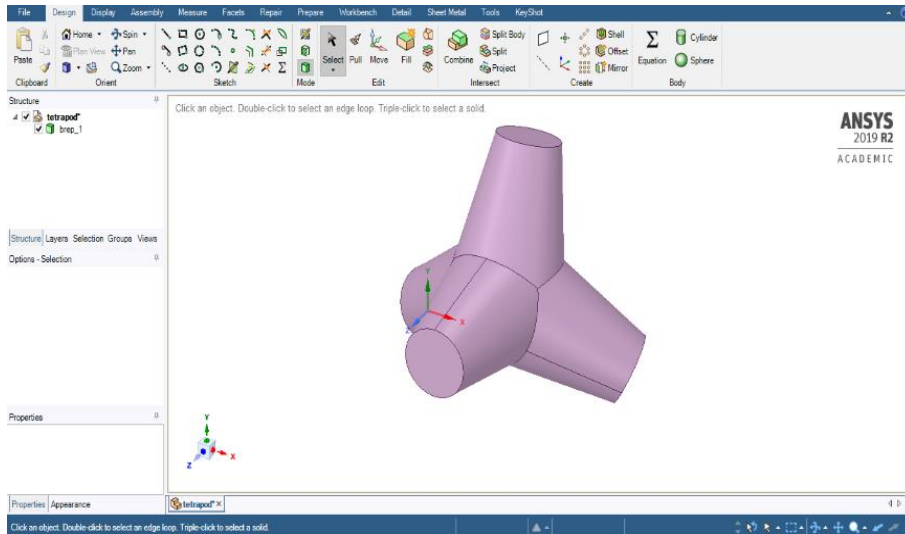 File Design Display Assembly Measure Facets Repair Prepare Workbench Detail Sheet Metal Tools KeyShot
Home Spin Split Body Shell Cylinder
Paste Plan View Pan Select Pull Move Fill Combine Split Offset Equation Sphere
Zoom Project Mirror
Clipboard Orient Sketch Mode Edit Intersect Create Body
Structure
Click an object. Double-click to select an edge loop. Triple-click to select a solid.
tetrapod*
brep_1
ANSYS
2019 R2
ACADEMIC
Structure Layers Selection Groups Views
Options - Selection
Y
X
Z
Properties
Y
X
Z
Properties Appearance
tetrapod*
Click an object. Double-click to select an edge loop. Triple-click to select a solid.